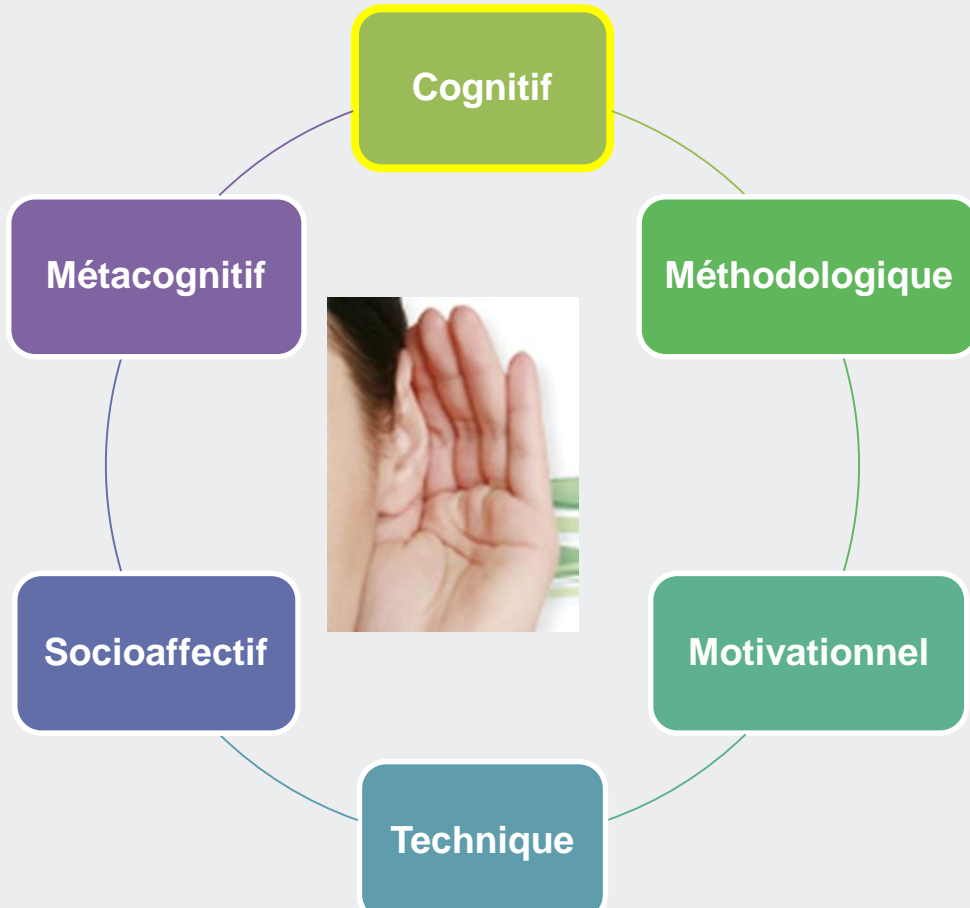 Cognitif
Méthodologique
Motivationnel
Technique
Socioaffectif
Métacognitif